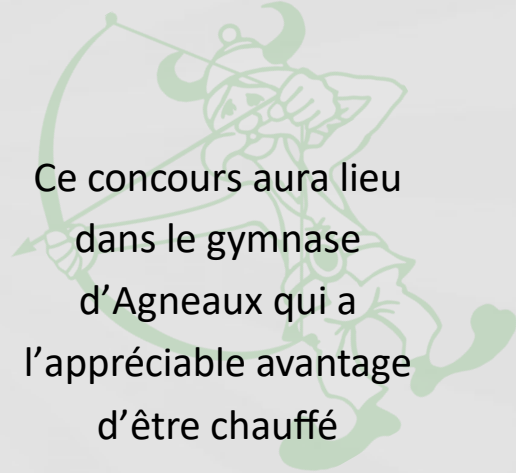 Ce concours aura lieu
dans le gymnase
d’Agneaux qui a
l’appréciable avantage
d’être chauffé